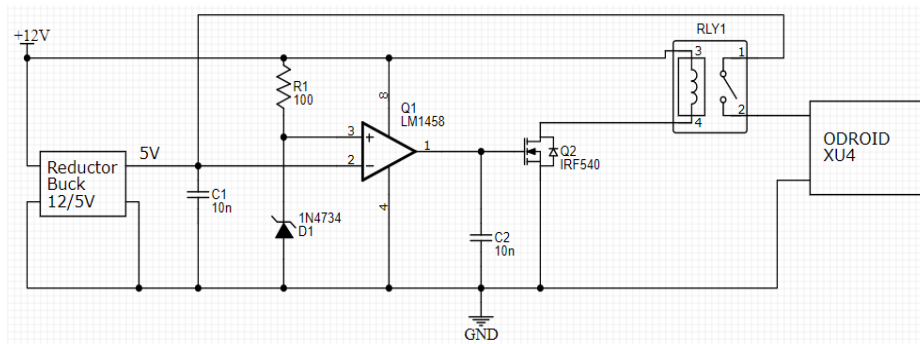 +12V
RLY1
3
1
R1
100
8
Q1
LM1458
4
2
3
+
1
ODROID
XU4
5V
2
−
Q2
IRF540
Reductor
Buck
12/5V
C1
10n
1N4734
D1
4
C2
10n
GND